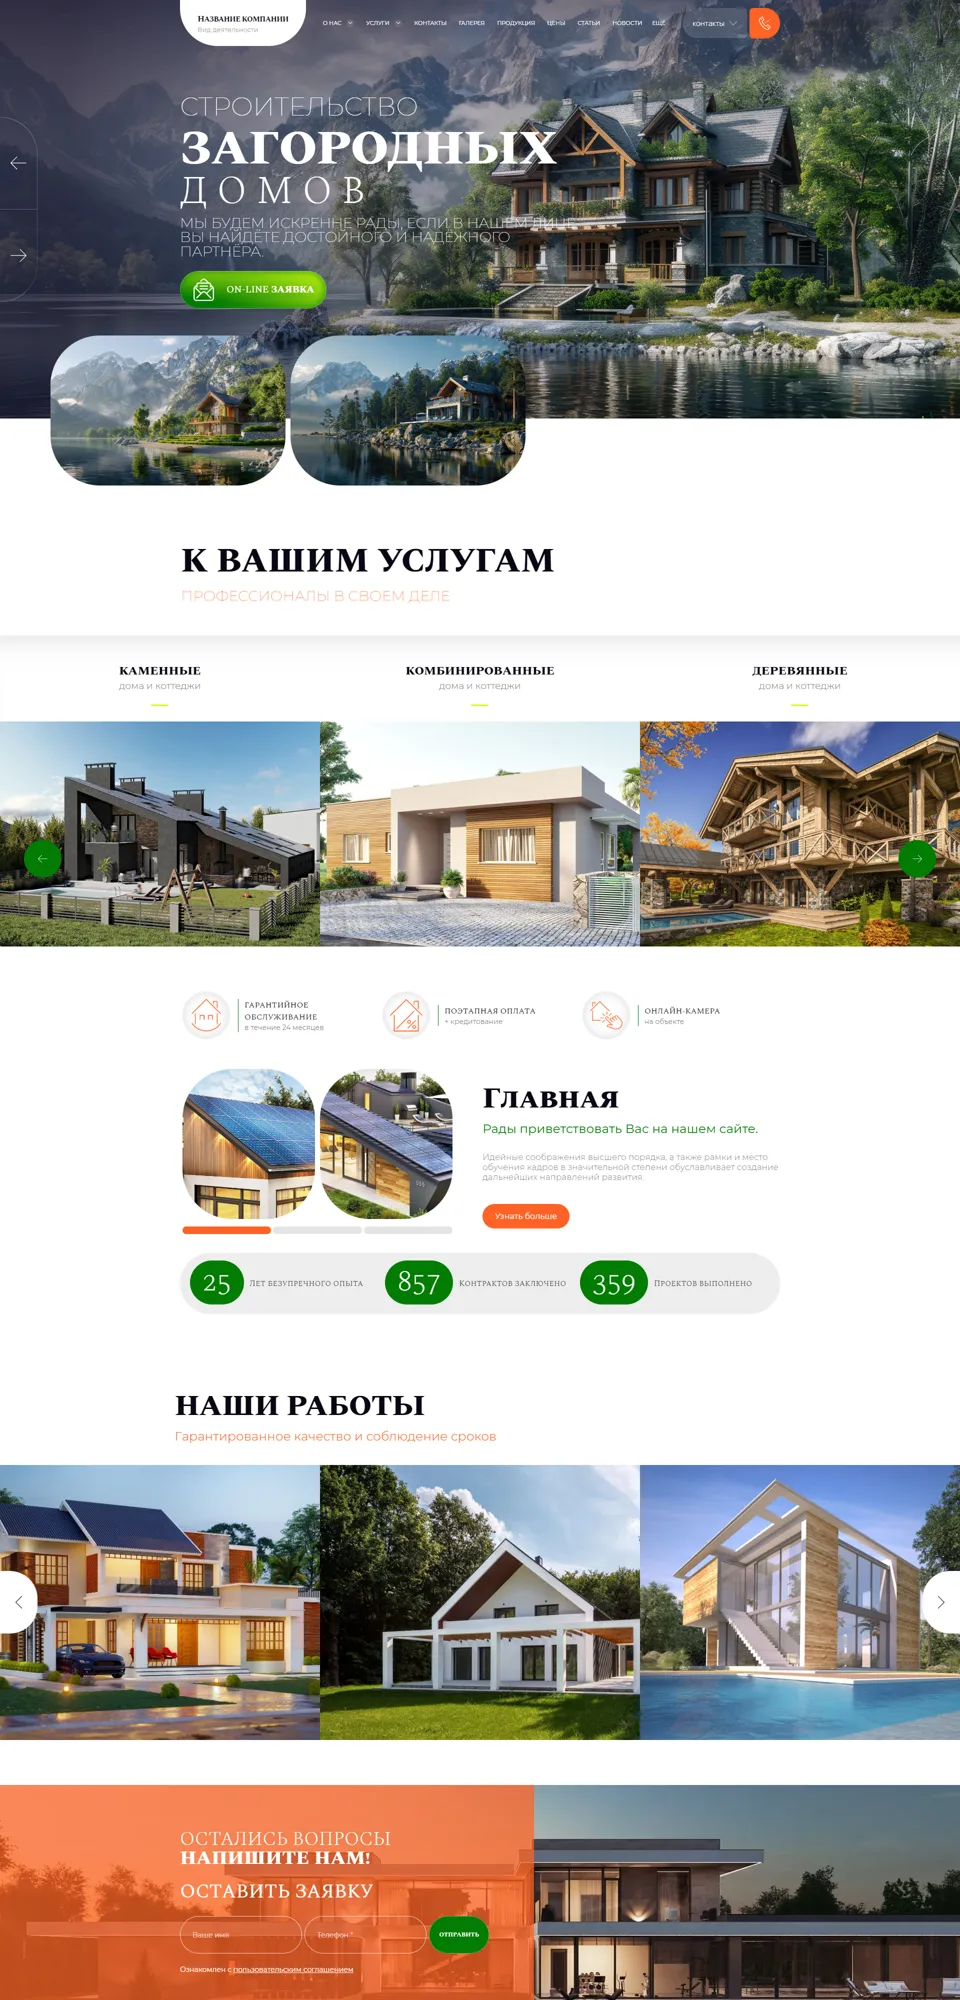 НАЗВАНИЕ КОМПАНИИ
Вид деятельности
О НАС
УСЛУГИ
КОНТАКТЫ
ГАЛЕРЕЯ
ПРОДУКЦИЯ
ЦЕНЫ
СТАТЬИ
НОВОСТИ
ЕЩЕ
контакты
СТРОИТЕЛЬСТВО
ЗАГОРОДНЫХ
ДОМОВ
МЫ БУДЕМ ИСКРЕННЕ РАДЫ, ЕСЛИ В НАШЕМ ЛИЦЕ
ВЫ НАЙДЁТЕ ДОСТОЙНОГО И НАДЁЖНОГО
ПАРТНЁРА.
ON-LINE ЗАЯВКА
К ВАШИМ УСЛУГАМ
ПРОФЕССИОНАЛЫ В СВОЕМ ДЕЛЕ
КАМЕННЫЕ
дома и коттеджи
КОМБИНИРОВАННЫЕ
дома и коттеджи
ДЕРЕВЯННЫЕ
дома и коттеджи
ГАРАНТИЙНОЕ
ОБСЛУЖИВАНИЕ
в течение 24 месяцев
ПОЭТАПНАЯ ОПЛАТА
+ кредитование
ОНЛАЙН-КАМЕРА
на объекте
ГЛАВНАЯ
Рады приветствовать Вас на нашем сайте.
Идейные соображения высшего порядка, а также рамки и место
обучения кадров в значительной степени обуславливает создание
дальнейших направлений развития.
Узнать больше
25 ЛЕТ БЕЗУПРЕЧНОГО ОПЫТА
857 КОНТРАКТОВ ЗАКЛЮЧЕНО
359 ПРОЕКТОВ ВЫПОЛНЕНО
НАШИ РАБОТЫ
Гарантированное качество и соблюдение сроков
ОСТАЛИСЬ ВОПРОСЫ
НАПИШИТЕ НАМ!
ОСТАВИТЬ ЗАЯВКУ
Ваше имя
Телефон *
ОТПРАВИТЬ
Ознакомлен с пользовательским соглашением